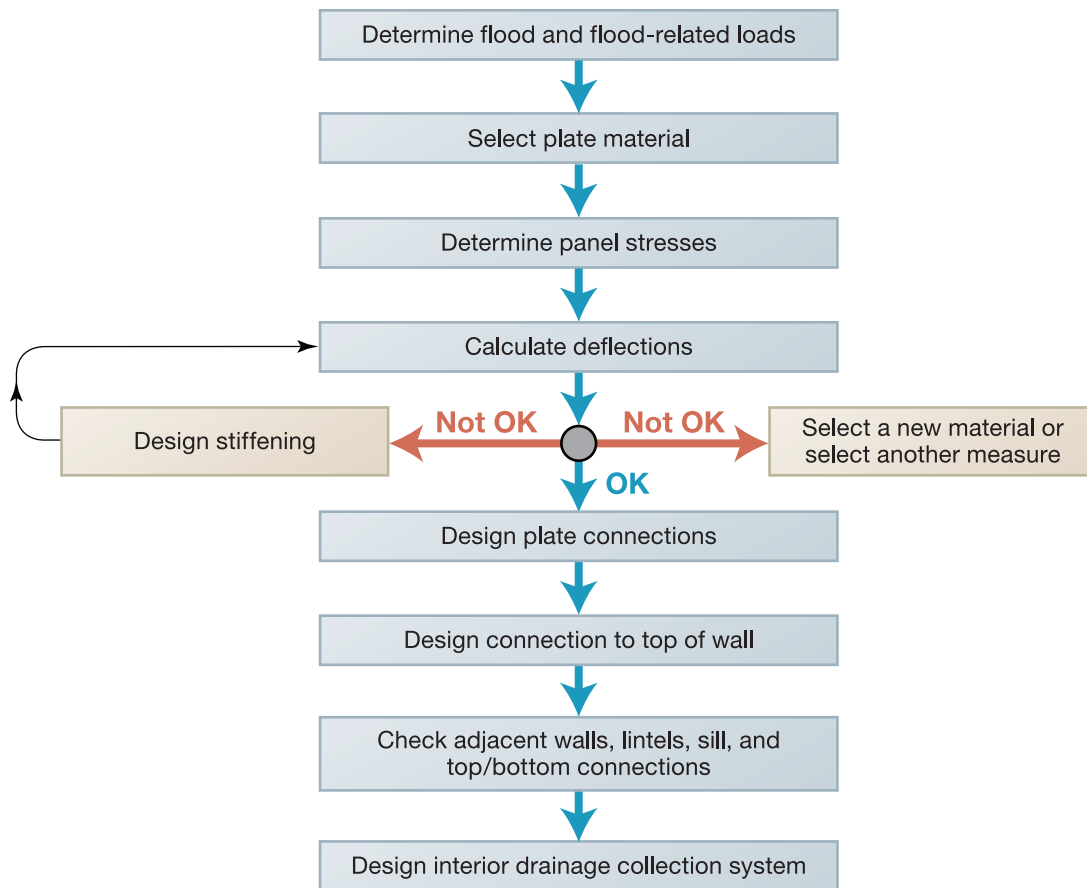 Determine flood and flood-related loads
Select plate material
Determine panel stresses
Calculate deflections
Not OK
Not OK
Design stiffening
Select a new material or
select another measure
OK
Design plate connections
Design connection to top of wall
Check adjacent walls, lintels, sill, and
top/bottom connections
Design interior drainage collection system